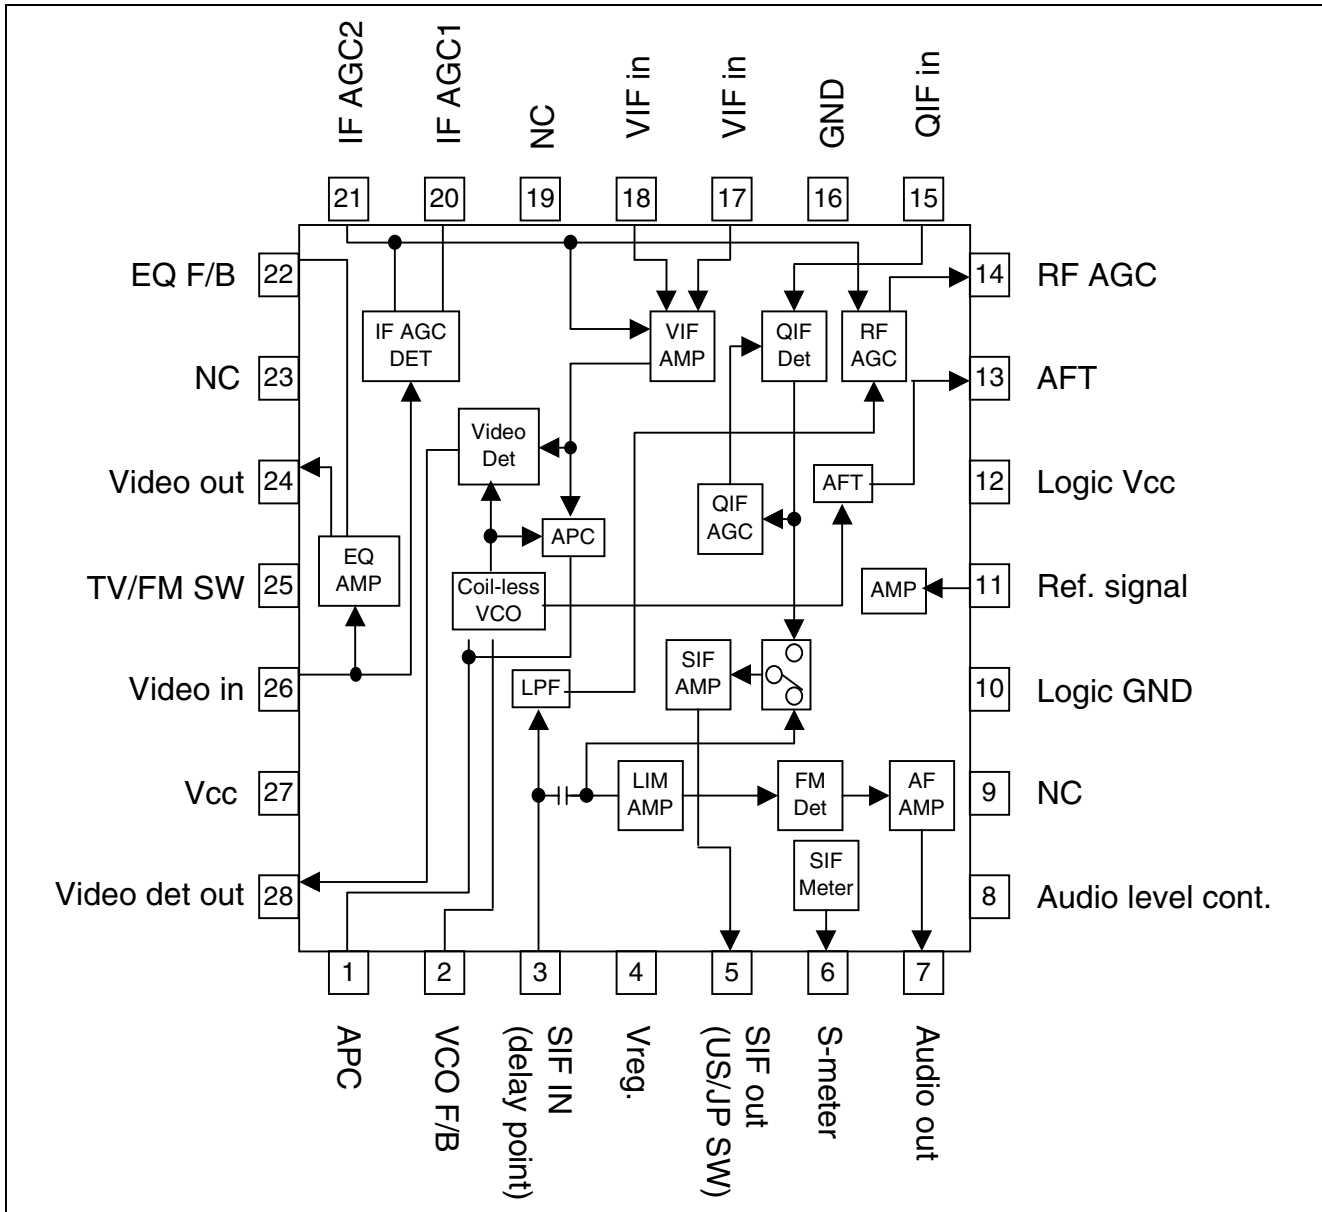 IF AGC2
IF AGC1
NC
VIF in
VIF in
GND
QIF in
21
20
19
18
17
16
15
EQ F/B
22
14
RF AGC
IF AGC
DET
VIF
AMP
QIF
Det
RF
AGC
NC
23
13
AFT
Video
Det
Video out
24
AFT
12
Logic Vcc
QIF
AGC
APC
EQ
AMP
TV/FM SW
25
Coil-less
VCO
AMP
11
Ref. signal
SIF
AMP
Video in
26
LPF
10
Logic GND
Vcc
27
LIM
AMP
FM
Det
AF
AMP
9
NC
SIF
Meter
Video det out
28
8
Audio level cont.
1
2
3
4
5
6
7
APC
VCO F/B
SIF IN
(delay point)
Vreg.
SIF out
(US/JP SW)
S-meter
Audio out